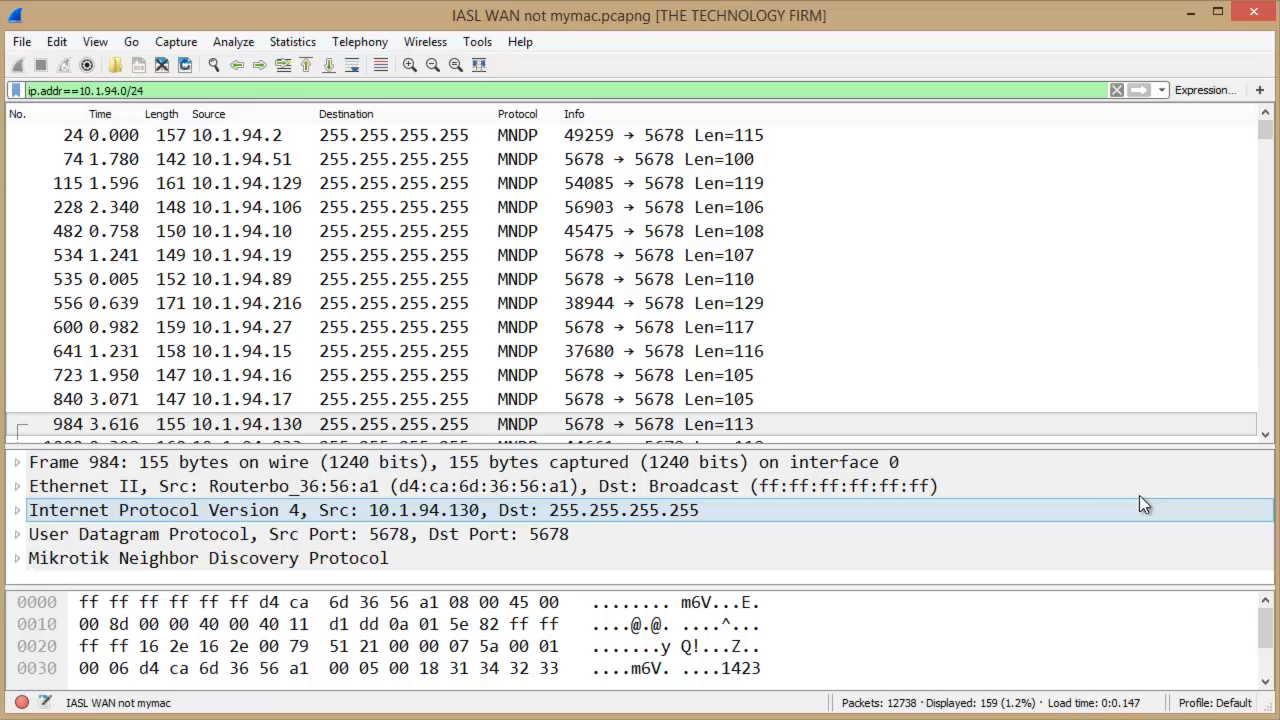 IASL WAN not mymac.pcapng [THE TECHNOLOGY FIRM]
File Edit View Go Capture Analyze Statistics Telephony Wireless Tools Help
ip.addr==10.1.94.0/24 Expression... +
No. Time Length Source Destination Protocol Info
24 0.000 157 10.1.94.2 255.255.255.255 MNDP 49259 → 5678 Len=115
74 1.780 142 10.1.94.51 255.255.255.255 MNDP 5678 → 5678 Len=100
115 1.596 161 10.1.94.129 255.255.255.255 MNDP 54085 → 5678 Len=119
228 2.340 148 10.1.94.106 255.255.255.255 MNDP 56903 → 5678 Len=106
482 0.758 150 10.1.94.10 255.255.255.255 MNDP 45475 → 5678 Len=108
534 1.241 149 10.1.94.19 255.255.255.255 MNDP 5678 → 5678 Len=107
535 0.005 152 10.1.94.89 255.255.255.255 MNDP 5678 → 5678 Len=110
556 0.639 171 10.1.94.216 255.255.255.255 MNDP 38944 → 5678 Len=129
600 0.982 159 10.1.94.27 255.255.255.255 MNDP 5678 → 5678 Len=117
641 1.231 158 10.1.94.15 255.255.255.255 MNDP 37680 → 5678 Len=116
723 1.950 147 10.1.94.16 255.255.255.255 MNDP 5678 → 5678 Len=105
840 3.071 147 10.1.94.17 255.255.255.255 MNDP 5678 → 5678 Len=105
984 3.616 155 10.1.94.130 255.255.255.255 MNDP 5678 → 5678 Len=113
Frame 984: 155 bytes on wire (1240 bits), 155 bytes captured (1240 bits) on interface 0
Ethernet II, Src: Routerbo_36:56:a1 (d4:ca:6d:36:56:a1), Dst: Broadcast (ff:ff:ff:ff:ff:ff)
Internet Protocol Version 4, Src: 10.1.94.130, Dst: 255.255.255.255
User Datagram Protocol, Src Port: 5678, Dst Port: 5678
Mikrotik Neighbor Discovery Protocol
0000 ff ff ff ff ff ff d4 ca 6d 36 56 a1 08 00 45 00 ........ m6V...E.
0010 00 8d 00 00 40 00 40 11 d1 dd 0a 01 5e 82 ff ff ....@.@. ....^...
0020 ff ff 16 2e 16 2e 00 79 51 21 00 00 07 5a 00 01 .......y Q!...Z..
0030 00 06 d4 ca 6d 36 56 a1 00 05 00 18 31 34 32 33 ....m6V. ....1423
IASL WAN not mymac Packets: 12738 · Displayed: 159 (1.2%) · Load time: 0:0.147 Profile: Default